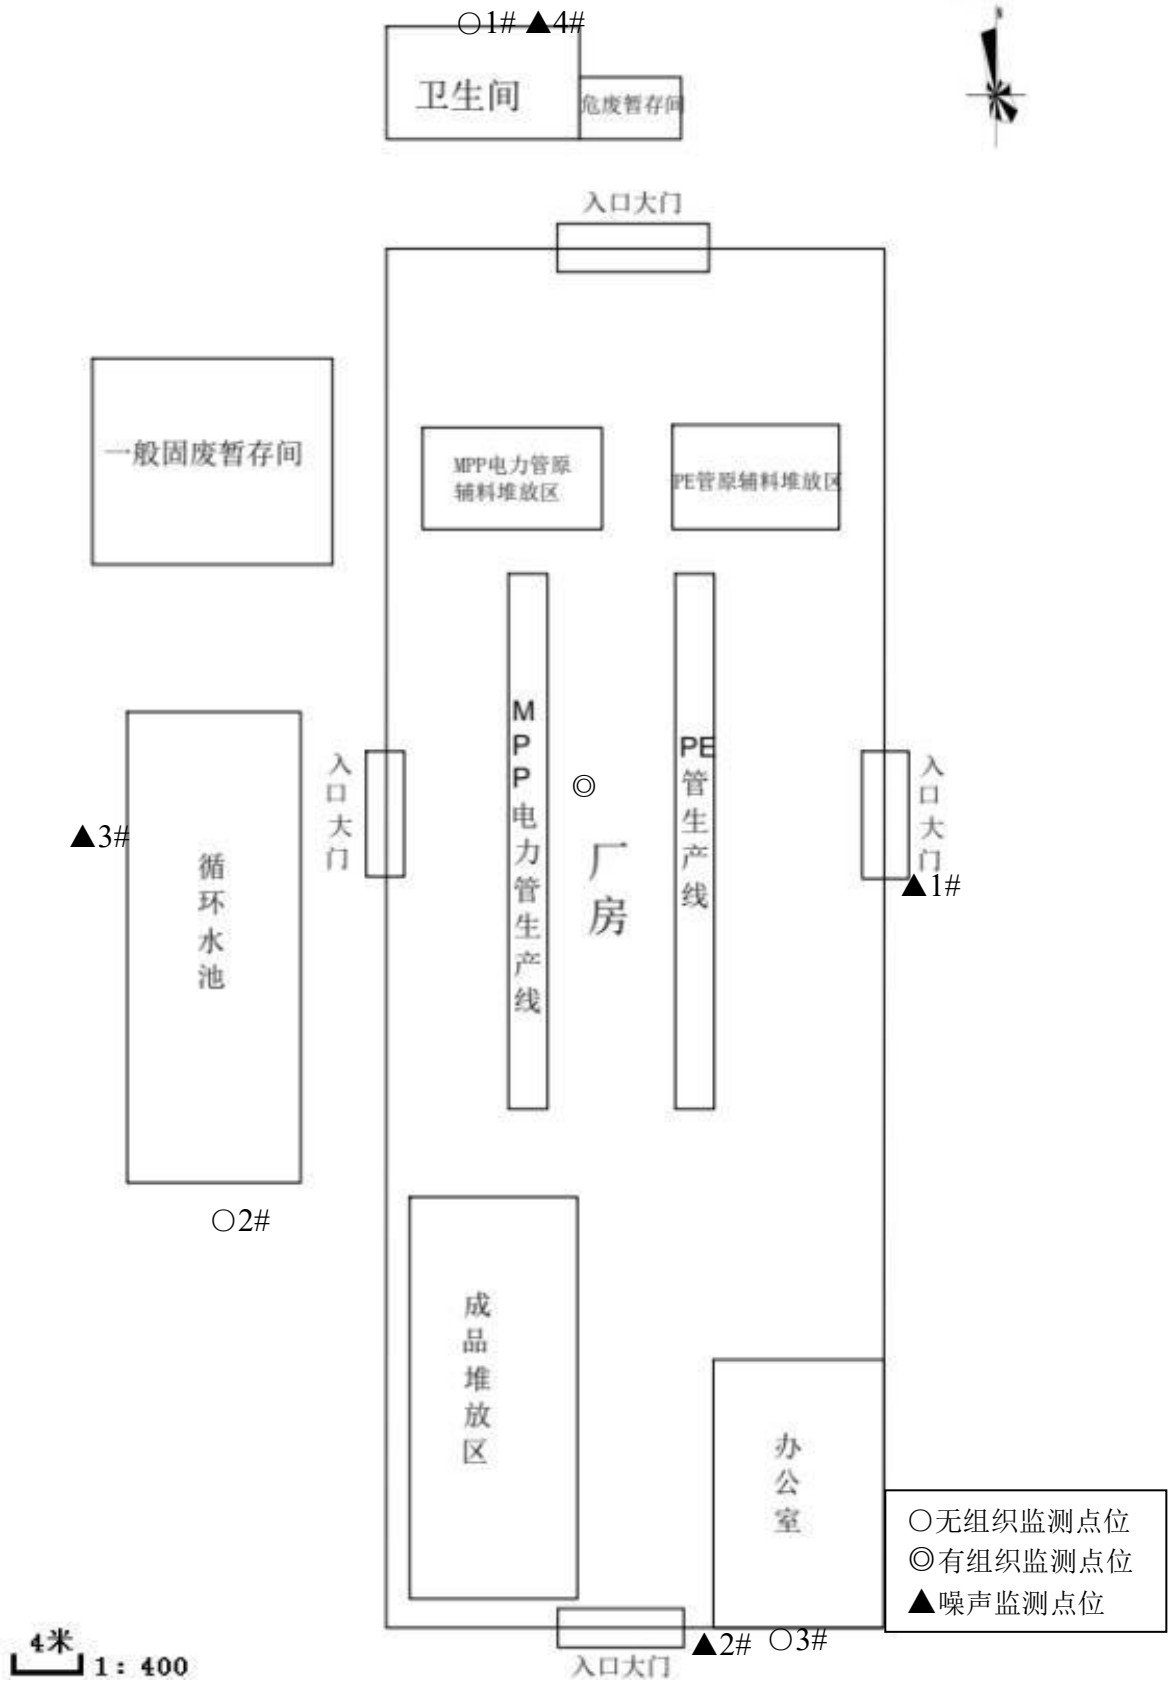 ○1# ▲4#
N
卫生间
危废暂存间
入口大门
一般固废暂存间
MPP电力管原
辅料堆放区
PE管原辅料堆放区
MPP电力管生产线
PE管生产线
◎
厂房
入口大门
入口大门
▲3#
循环水池
▲1#
○2#
成品堆放区
办公室
○无组织监测点位
◎有组织监测点位
▲噪声监测点位
▲2# ○3#
入口大门
4米
1：400